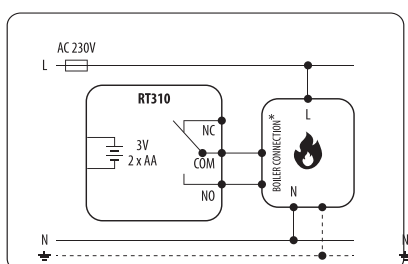 AC 230V
L
RT310
NC
3V
2 x AA
COM
NO
L
BOILER CONNECTION*
N
N
N